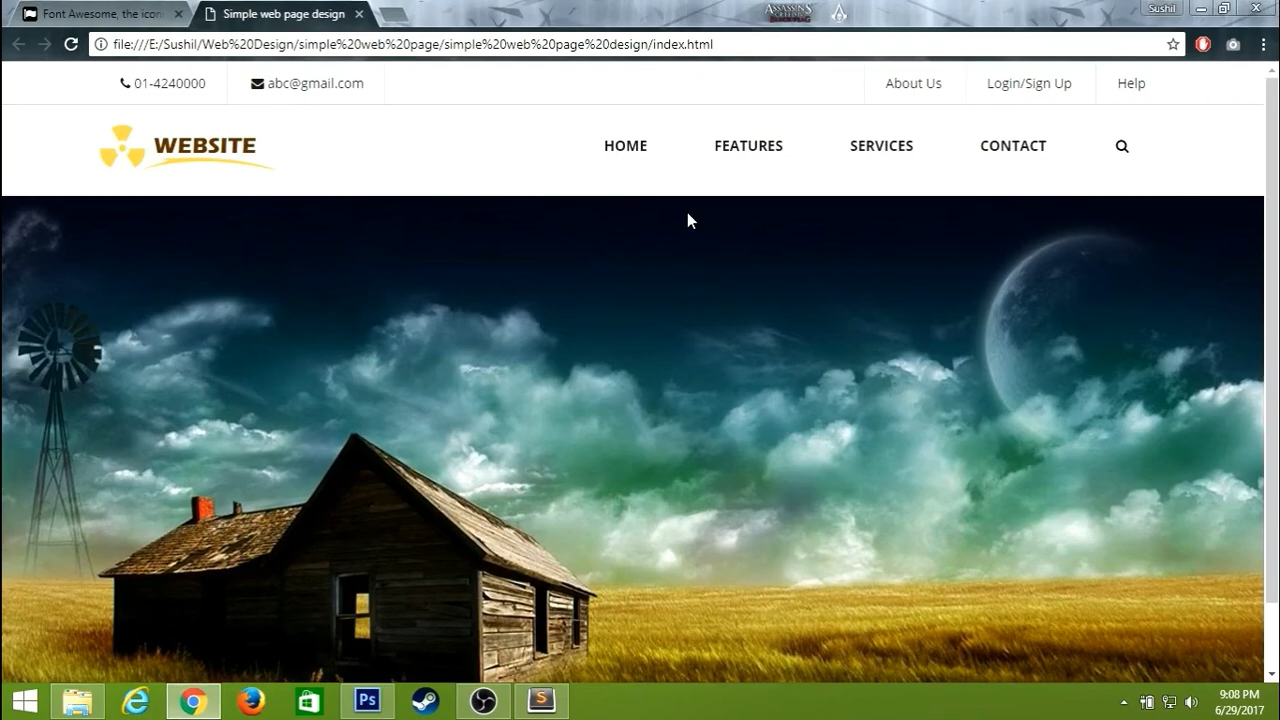 Font Awesome, the icon
Simple web page design
ASSASSINS
Sushil
file:///E:/Sushil/Web%20Design/simple%20web%20page/simple%20web%20page%20design/index.html
01-4240000
abc@gmail.com
About Us
Login/Sign Up
Help
WEBSITE
HOME
FEATURES
SERVICES
CONTACT
Ps
S
9:08 PM
6/29/2017